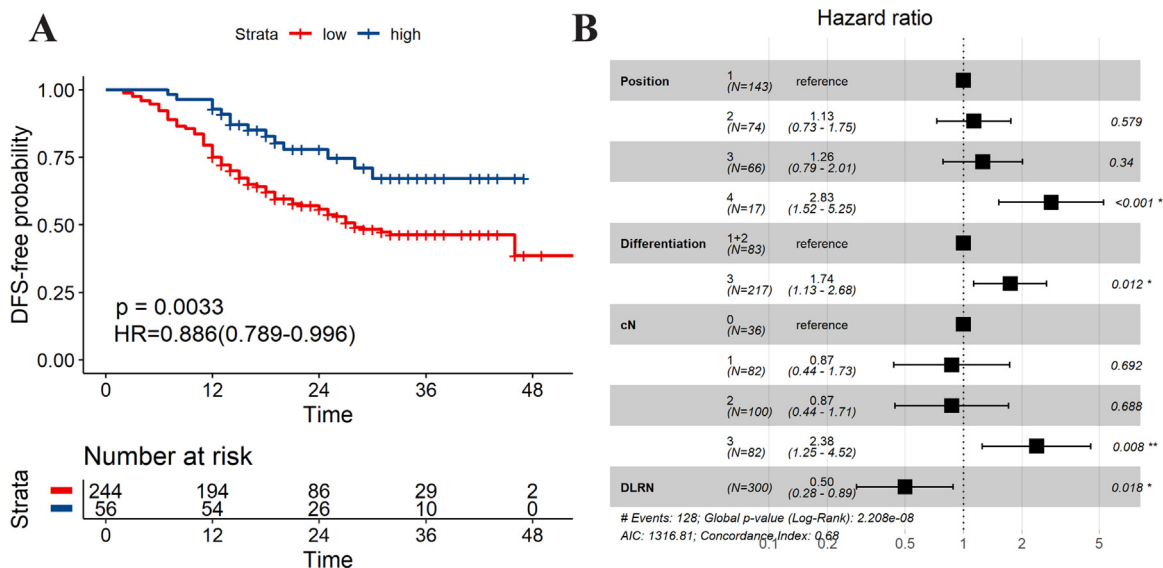 A
Strata low high
1.00
0.75
0.50
0.25
0.00
DFS-free probability
p = 0.0033
HR=0.886(0.789-0.996)
0 12 24 36 48
Time
Number at risk
Strata
244 194 86 29 2
56 54 26 10 0
0 12 24 36 48
Time
B
Hazard ratio
Position 1 (N=143) reference
2 (N=74) 1.13 (0.73 - 1.75) 0.579
3 (N=66) 1.26 (0.79 - 2.01) 0.34
4 (N=17) 2.83 (1.52 - 5.25) <0.001 *
Differentiation 1+2 (N=83) reference
3 (N=217) 1.74 (1.13 - 2.68) 0.012 *
cN 0 (N=36) reference
1 (N=82) 0.87 (0.44 - 1.73) 0.692
2 (N=100) 0.87 (0.44 - 1.71) 0.688
3 (N=82) 2.38 (1.25 - 4.52) 0.008 **
DLRN (N=300) 0.50 (0.28 - 0.89) 0.018 *
# Events: 128; Global p-value (Log-Rank): 2.208e-08
AIC: 1316.81; Concordance Index: 0.68
0.1 0.2 0.5 1 2 5